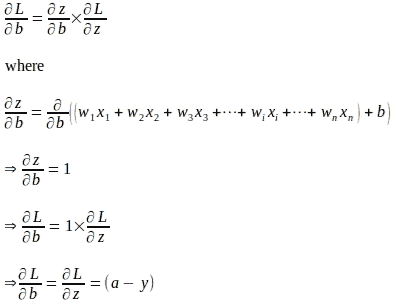 ∂L/∂b = ∂z/∂b × ∂L/∂z
where
∂z/∂b = ∂/∂b ((w₁x₁ + w₂x₂ + w₃x₃ + ⋯ + wᵢxᵢ + ⋯ + wₙxₙ) + b)
⇒ ∂z/∂b = 1
⇒ ∂L/∂b = 1 × ∂L/∂z
⇒ ∂L/∂b = ∂L/∂z = (a − y)